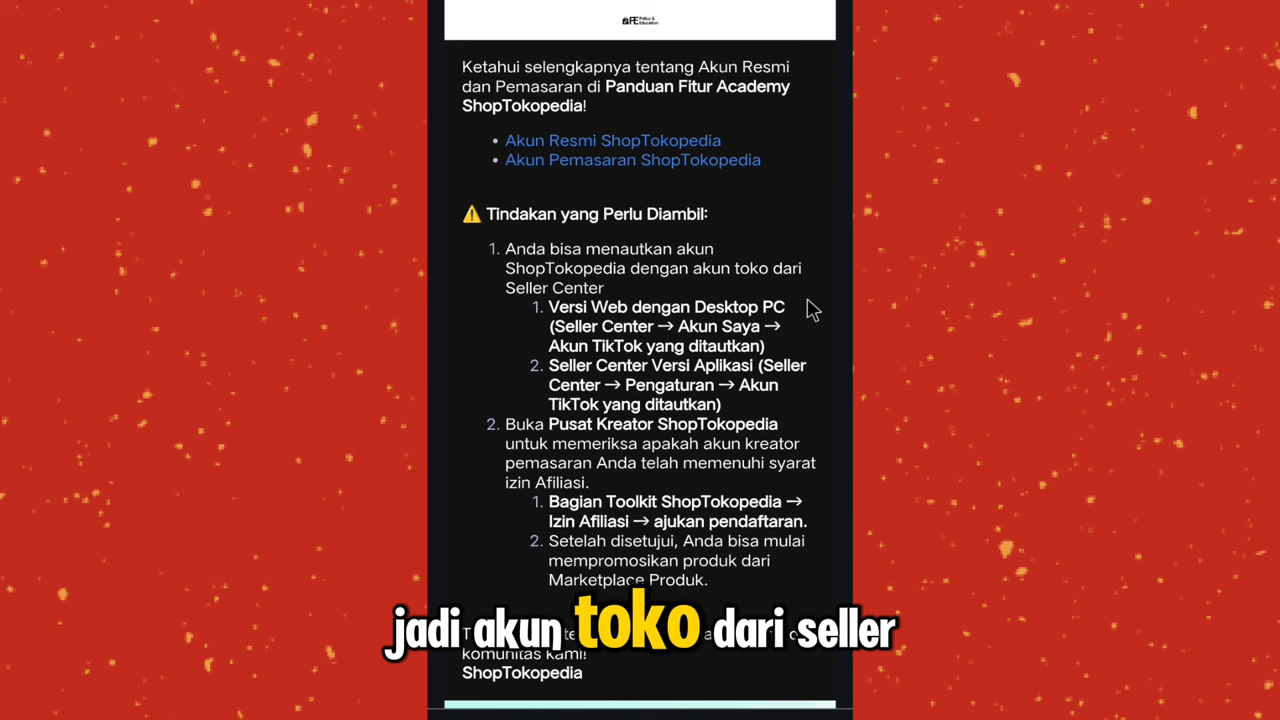 PE Policy &
Education
Ketahui selengkapnya tentang Akun Resmi
dan Pemasaran di Panduan Fitur Academy
ShopTokopedia!
• Akun Resmi ShopTokopedia
• Akun Pemasaran ShopTokopedia
⚠️ Tindakan yang Perlu Diambil:
1. Anda bisa menautkan akun
ShopTokopedia dengan akun toko dari
Seller Center
1. Versi Web dengan Desktop PC
(Seller Center → Akun Saya →
Akun TikTok yang ditautkan)
2. Seller Center Versi Aplikasi (Seller
Center → Pengaturan → Akun
TikTok yang ditautkan)
2. Buka Pusat Kreator ShopTokopedia
untuk memeriksa apakah akun kreator
pemasaran Anda telah memenuhi syarat
izin Afiliasi.
1. Bagian Toolkit ShopTokopedia →
Izin Afiliasi → ajukan pendaftaran.
2. Setelah disetujui, Anda bisa mulai
mempromosikan produk dari
Marketplace Produk.
jadi akun toko dari seller
komunitas kami!
ShopTokopedia